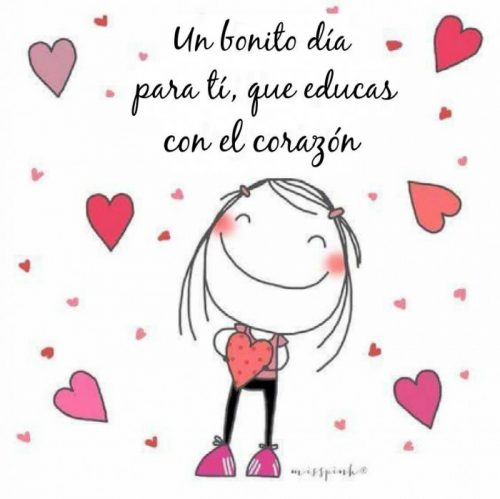 Un bonito día
para tí, que educas
con el corazón
misspink®